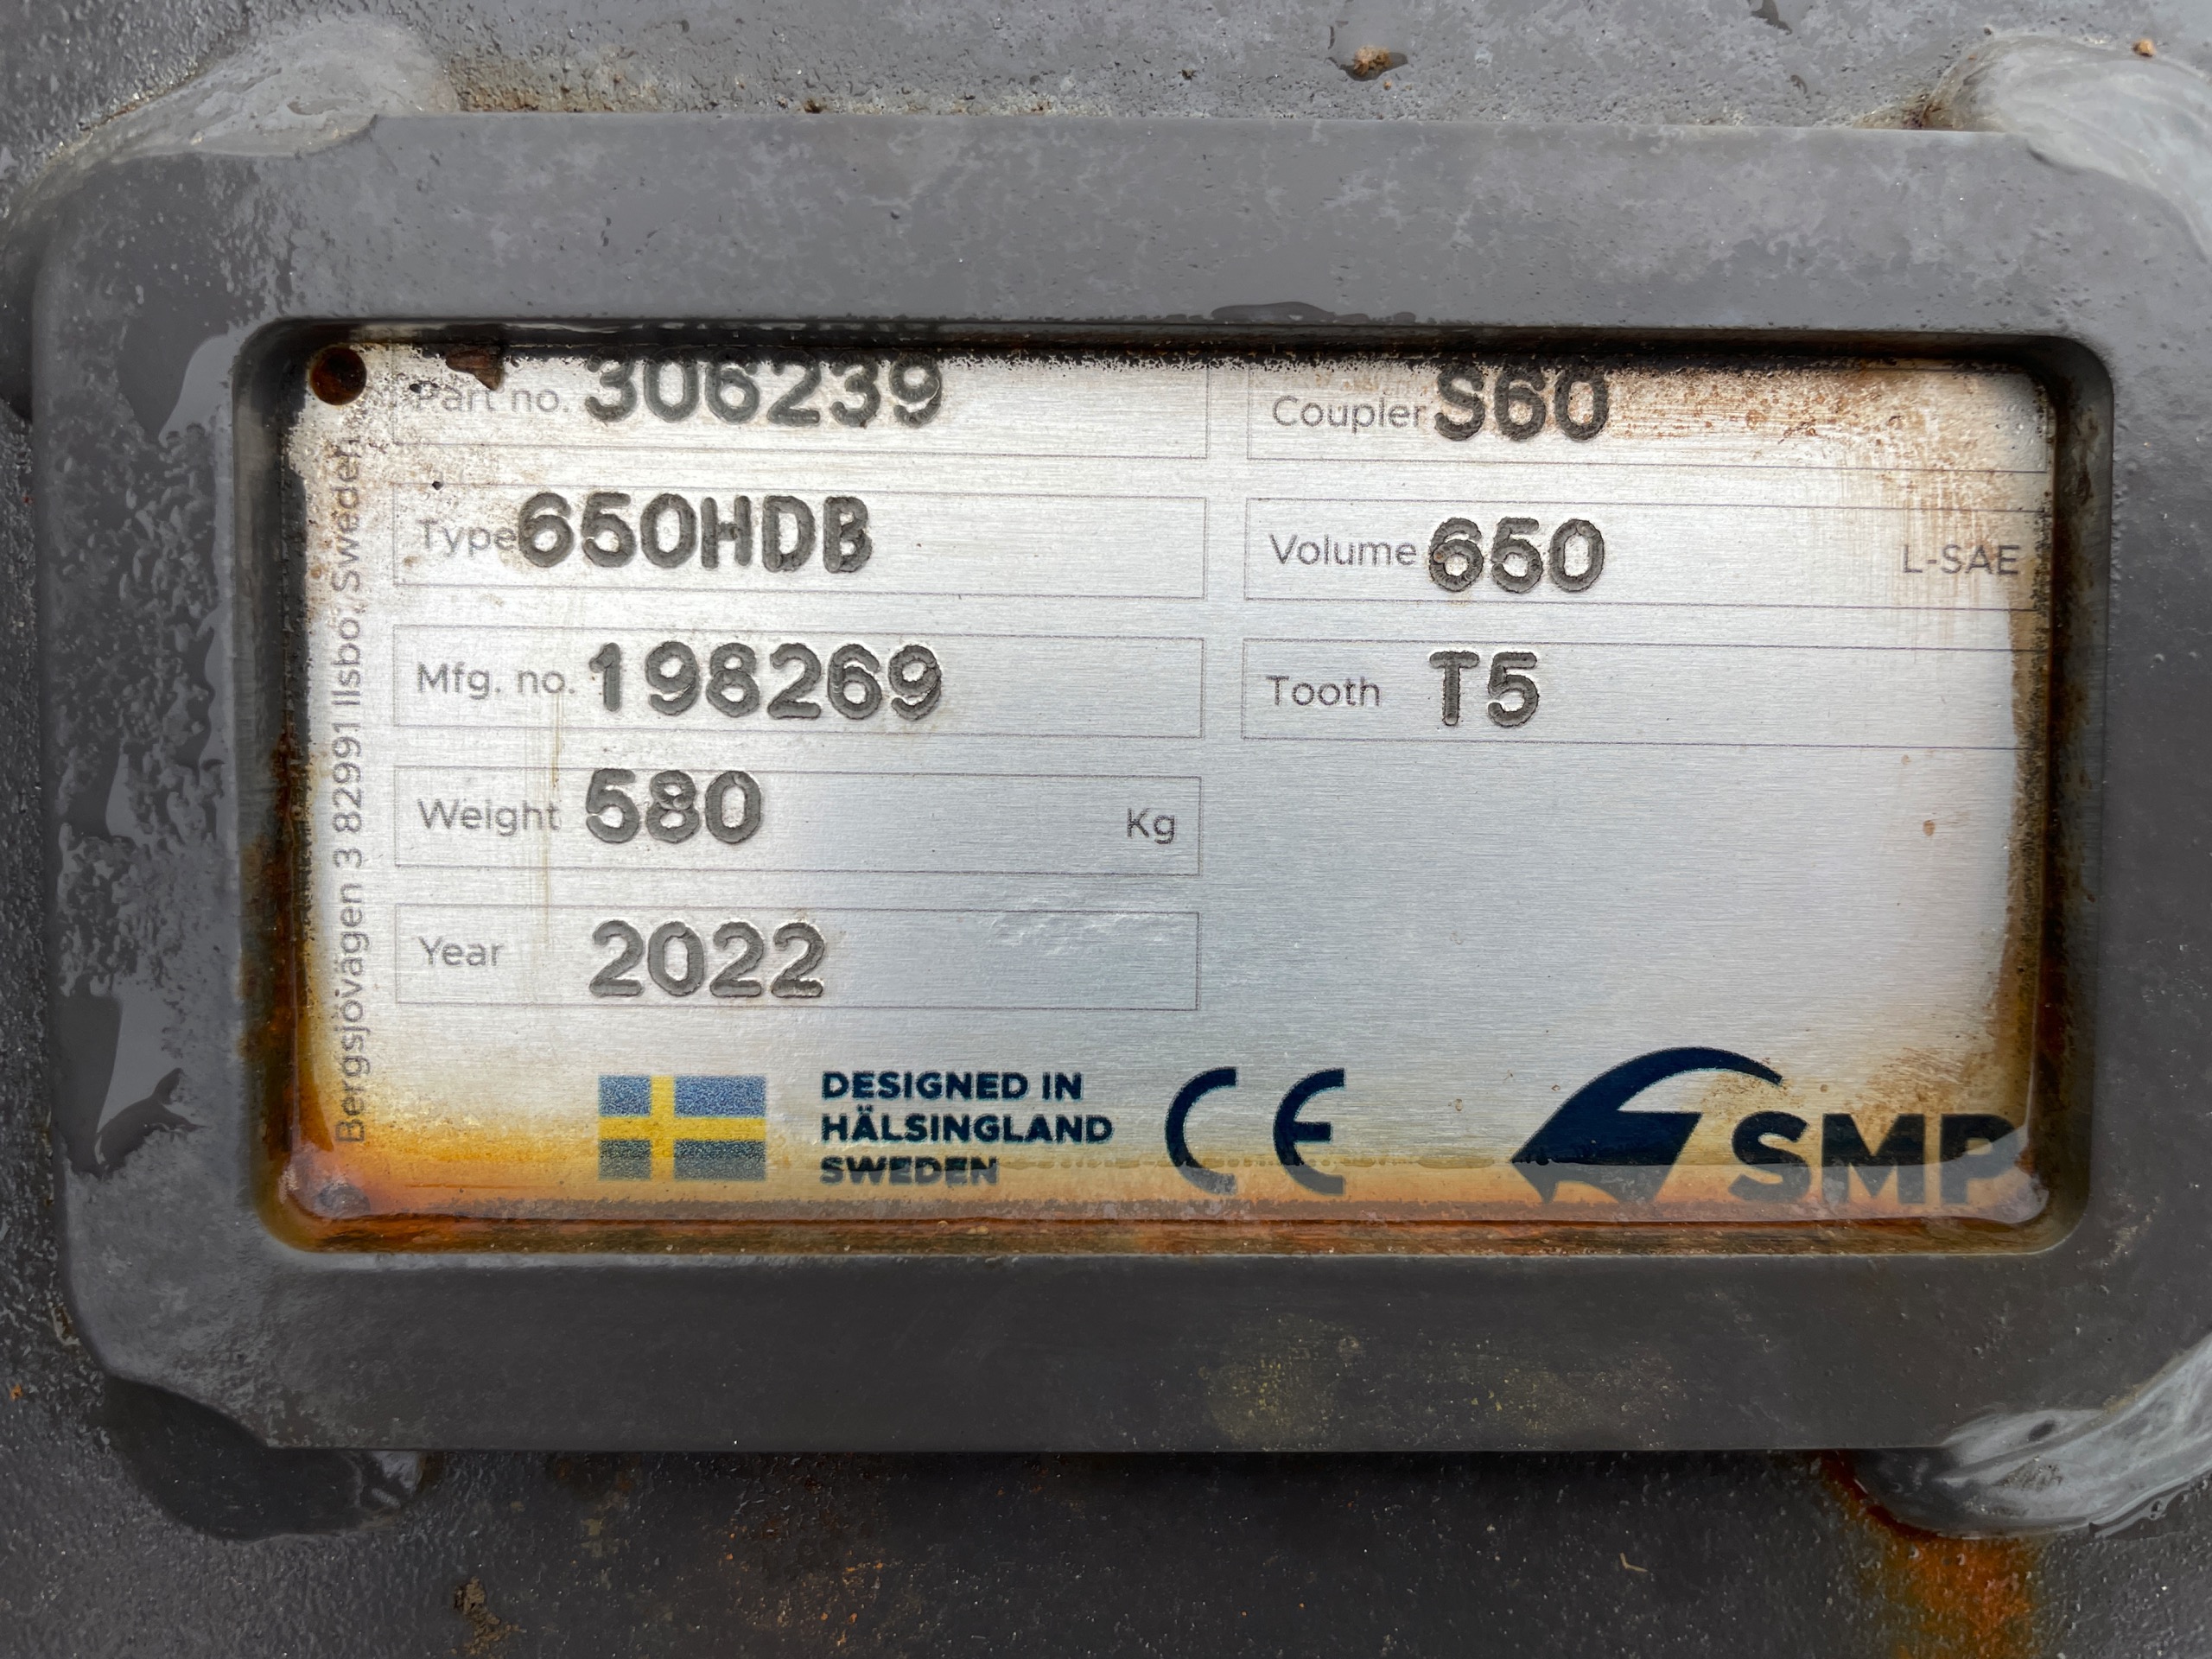 Part no. 306239
Coupler S60
Type 650HDB
Volume 650 L-SAE
Mfg. no. 198269
Tooth T5
Weight 580 Kg
Year 2022
Bergsjövägen 3 82991 Ilsbo, Sweden
DESIGNED IN
HÄLSINGLAND
SWEDEN
CE
SMP